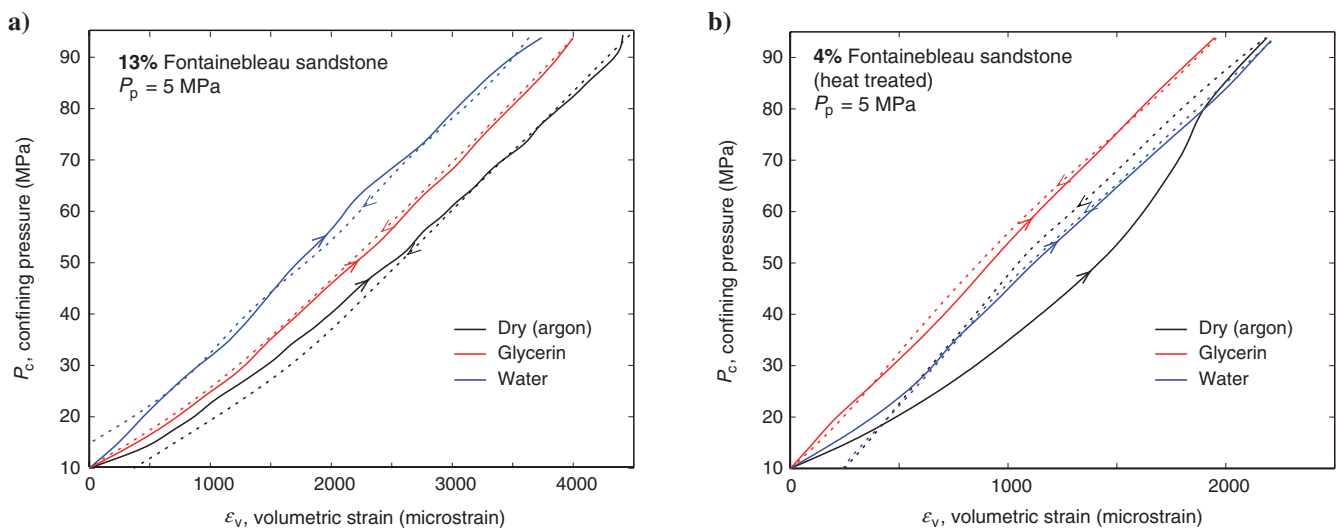 a)
13% Fontainebleau sandstone
Pp = 5 MPa
Pc, confining pressure (MPa)
90
80
70
60
50
40
30
20
10
Dry (argon)
Glycerin
Water
0 1000 2000 3000 4000
εv, volumetric strain (microstrain)
b)
4% Fontainebleau sandstone
(heat treated)
Pp = 5 MPa
Pc, confining pressure (MPa)
90
80
70
60
50
40
30
20
10
Dry (argon)
Glycerin
Water
0 1000 2000
εv, volumetric strain (microstrain)